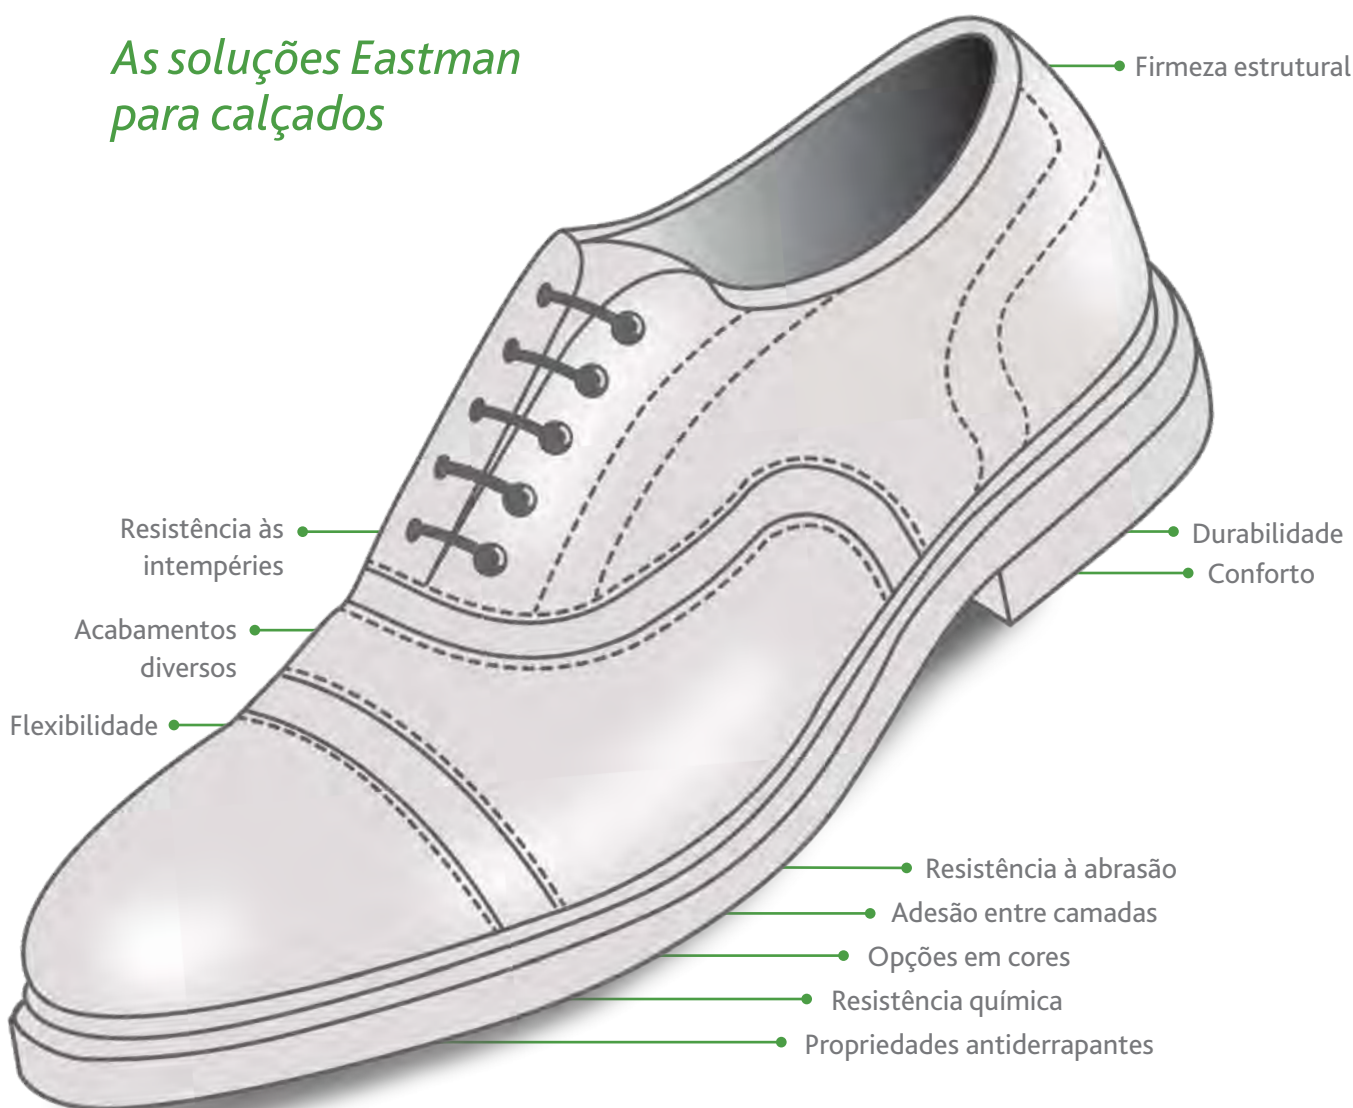 As soluções Eastman
para calçados
Firmeza estrutural
Resistência às
intempéries
Acabamentos
diversos
Flexibilidade
Durabilidade
Conforto
Resistência à abrasão
Adesão entre camadas
Opções em cores
Resistência química
Propriedades antiderrapantes